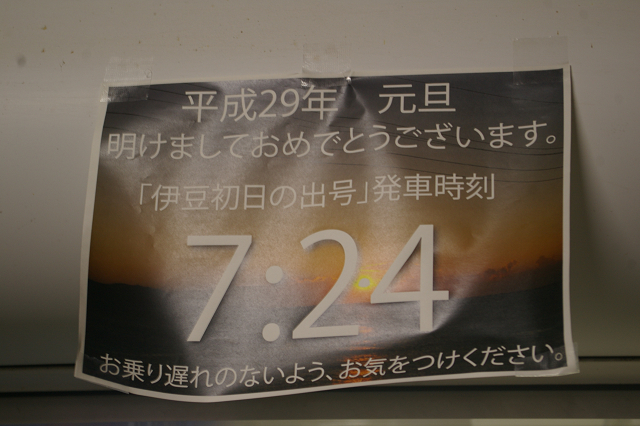 平成29年 元旦
明けましておめでとうございます。
「伊豆初日の出号」発車時刻
7:24
お乗り遅れのないよう、お気をつけください。